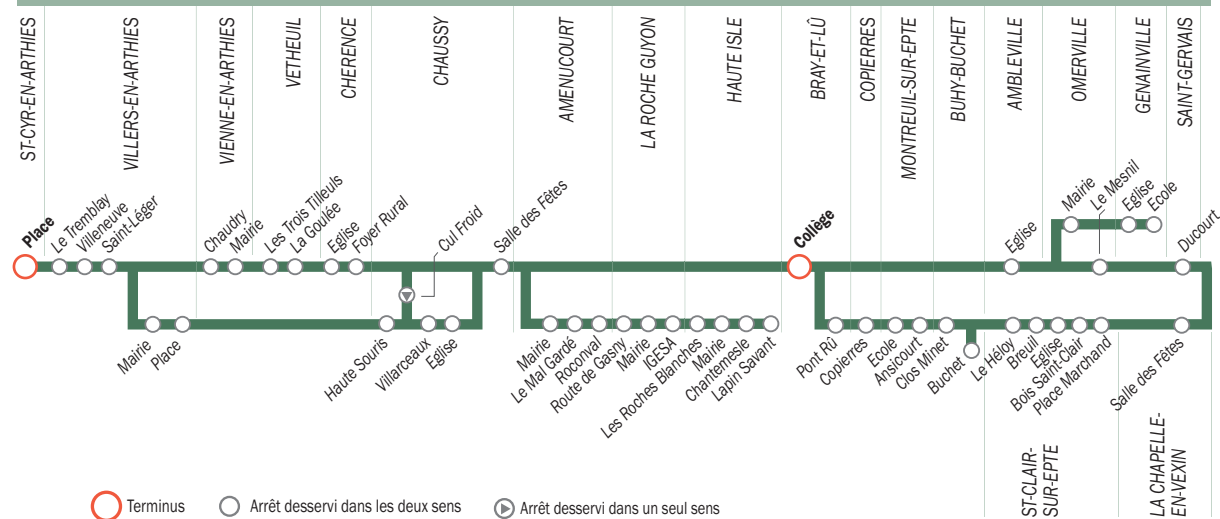 ST-CYR-EN-ARTHIES
VILLERS-EN-ARTHIES
VIENNE-EN-ARTHIES
VETHEUIL
CHERENCE
CHAUSSY
AMENUCOURT
LA ROCHE GUYON
HAUTE ISLE
BRAY-ET-LÛ
COPIERRES
MONTREUIL-SUR-EPTE
BUHY-BUCHET
AMBLEVILLE
OMERVILLE
GENAINVILLE
SAINT-GERVAIS
Place
Le Tremblay
Villeneuve
Saint-Léger
Chaudry
Mairie
Les Trois Tilleuls
La Goulée
Eglise
Foyer Rural
Cul Froid
Salle des Fêtes
Collège
Eglise
Mairie
Le Mesnil
Eglise
Ecole
Ducourt
Mairie
Place
Haute Souris
Villarceaux
Eglise
Mairie
Le Mal Gardé
Roconval
Route de Gasny
Mairie
IGESA
Les Roches Blanches
Mairie
Chantemesle
Lapin Savant
Pont Rû
Copierres
Ecole
Ansicourt
Clos Minet
Buchet
Le Héloy
Breuil
Eglise
Bois Saint-Clair
Place Marchand
Salle des Fêtes
ST-CLAIR-
SUR-EPTE
LA CHAPELLE-
EN-VEXIN
Terminus
Arrêt desservi dans les deux sens
Arrêt desservi dans un seul sens